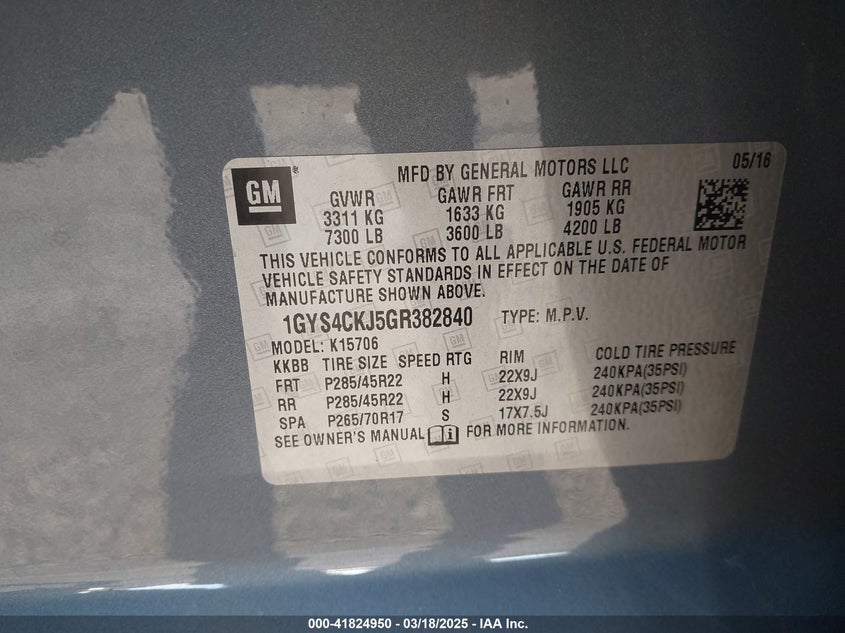 GM
MFD BY GENERAL MOTORS LLC
05/16
GVWR GAWR FRT GAWR RR
3311 KG 1633 KG 1905 KG
7300 LB 3600 LB 4200 LB
THIS VEHICLE CONFORMS TO ALL APPLICABLE U.S. FEDERAL MOTOR
VEHICLE SAFETY STANDARDS IN EFFECT ON THE DATE OF
MANUFACTURE SHOWN ABOVE.
1GYS4CKJ5GR382840 TYPE: M.P.V.
MODEL: K15706
KKBB TIRE SIZE SPEED RTG RIM COLD TIRE PRESSURE
FRT P285/45R22 H 22X9J 240KPA(35PSI)
RR P285/45R22 H 22X9J 240KPA(35PSI)
SPA P265/70R17 S 17X7.5J 240KPA(35PSI)
SEE OWNER'S MANUAL FOR MORE INFORMATION.
000-41824950 — 03/18/2025 — IAA Inc.